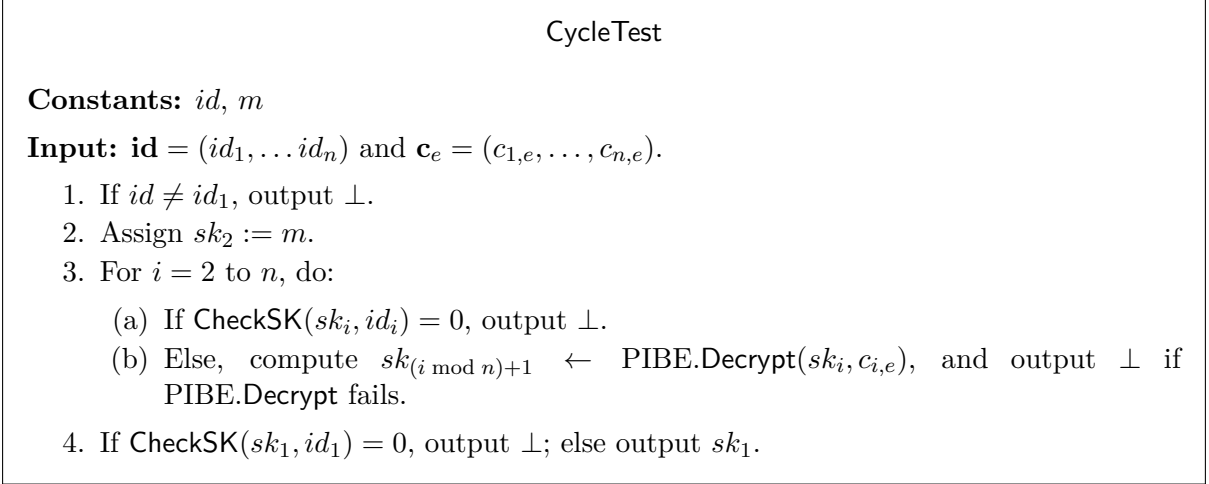 CycleTest
Constants: id, m
Input: id = (id₁, . . . idₙ) and cₑ = (c₁,ₑ, . . . , cₙ,ₑ).
1. If id ≠ id₁, output ⊥.
2. Assign sk₂ := m.
3. For i = 2 to n, do:
(a) If CheckSK(skᵢ, idᵢ) = 0, output ⊥.
(b) Else, compute sk₍ᵢ mod n₎₊₁ ← PIBE.Decrypt(skᵢ, cᵢ,ₑ), and output ⊥ if
PIBE.Decrypt fails.
4. If CheckSK(sk₁, id₁) = 0, output ⊥; else output sk₁.